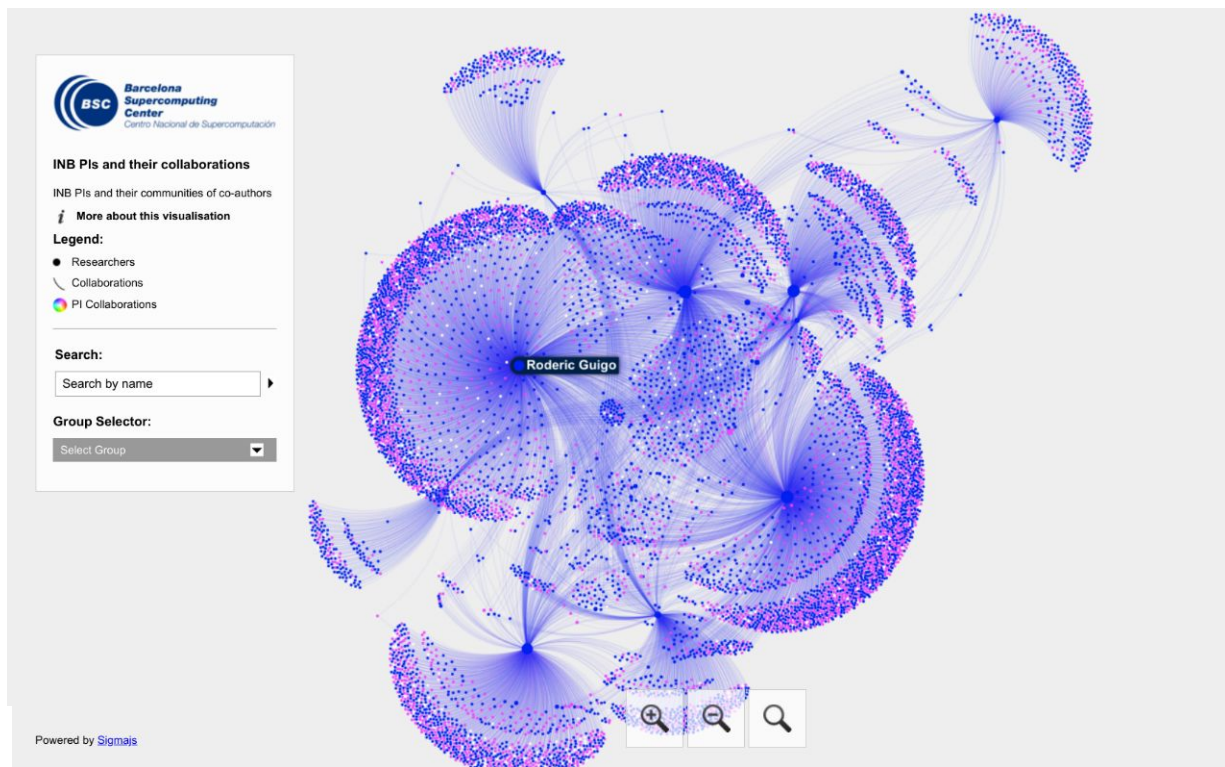 BSC
Barcelona
Supercomputing
Center
Centro Nacional de Supercomputación
INB PIs and their collaborations
INB PIs and their communities of co-authors
i More about this visualisation
Legend:
Researchers
Collaborations
PI Collaborations
Search:
Search by name
Group Selector:
Select Group
Roderic Guigo
Powered by Sigmajs